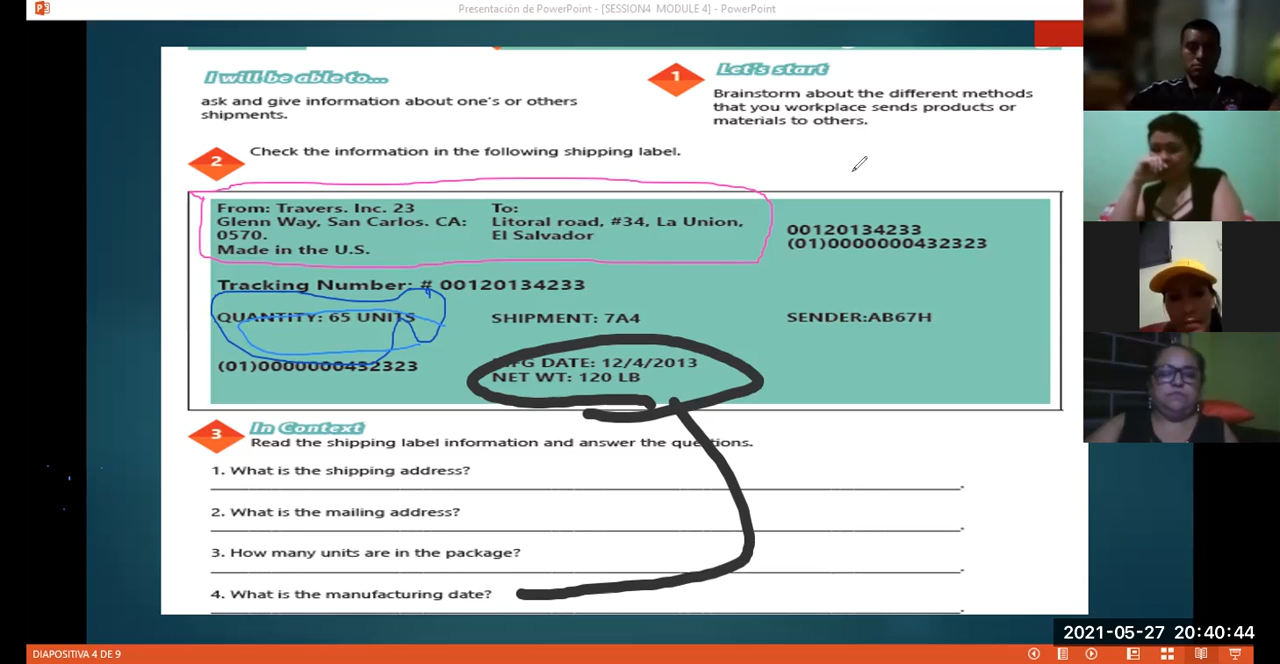 Presentación de PowerPoint - [SESSION4 MODULE 4] - PowerPoint
I will be able to...
ask and give information about one's or others
shipments.
1
Let's start
Brainstorm about the different methods
that you workplace sends products or
materials to others.
2
Check the information in the following shipping label.
From: Travers. Inc. 23
Glenn Way, San Carlos. CA:
0570.
Made in the U.S.
To:
Litoral road, #34, La Union,
El Salvador
00120134233
(01)0000000432323
Tracking Number: # 00120134233
QUANTITY: 65 UNITS
SHIPMENT: 7A4
SENDER:AB67H
(01)0000000432323
MFG DATE: 12/4/2013
NET WT: 120 LB
3
In Context
Read the shipping label information and answer the questions.
1. What is the shipping address?
2. What is the mailing address?
3. How many units are in the package?
4. What is the manufacturing date?
2021-05-27 20:40:44
DIAPOSITIVA 4 DE 9